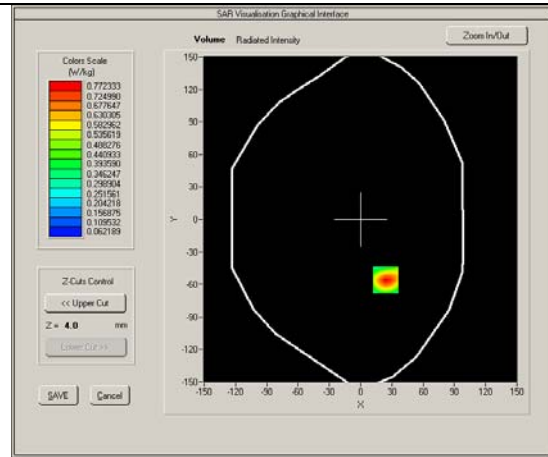 SAR Visualisation Graphical Interface
Volume Radiated Intensity
Zoom In/Out
Colors Scale
(W/kg)
0.772333
0.724990
0.677647
0.630305
0.582962
0.535619
0.488276
0.440933
0.393590
0.346247
0.298904
0.251561
0.204218
0.156875
0.109532
0.062189
Z-Cuts Control
<< Upper Cut
Z = 4.0 mm
Lower Cut >>
SAVE Cancel
150
120
90
60
30
0
-30
-60
-90
-120
-150
Y
-150 -120 -90 -60 -30 0 30 60 90 120 150
X